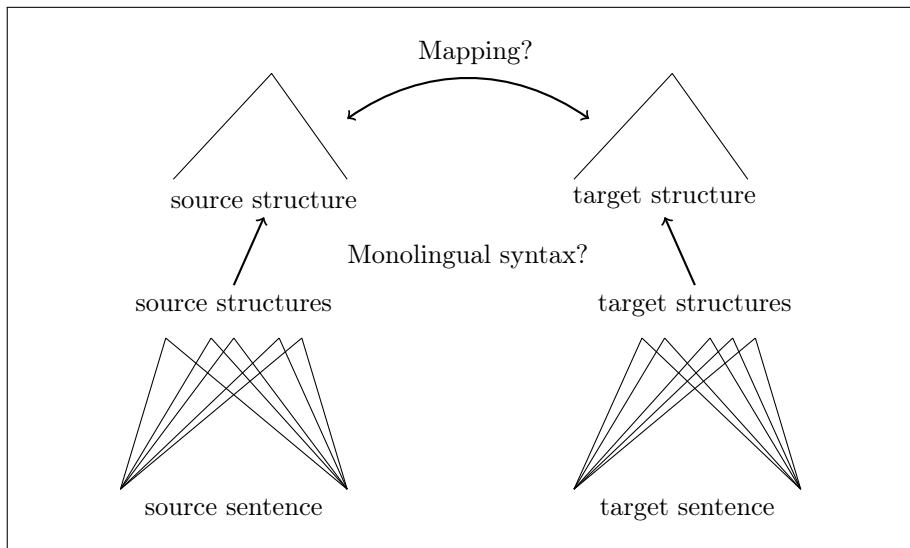 Mapping?
source structure
target structure
Monolingual syntax?
source structures
target structures
source sentence
target sentence